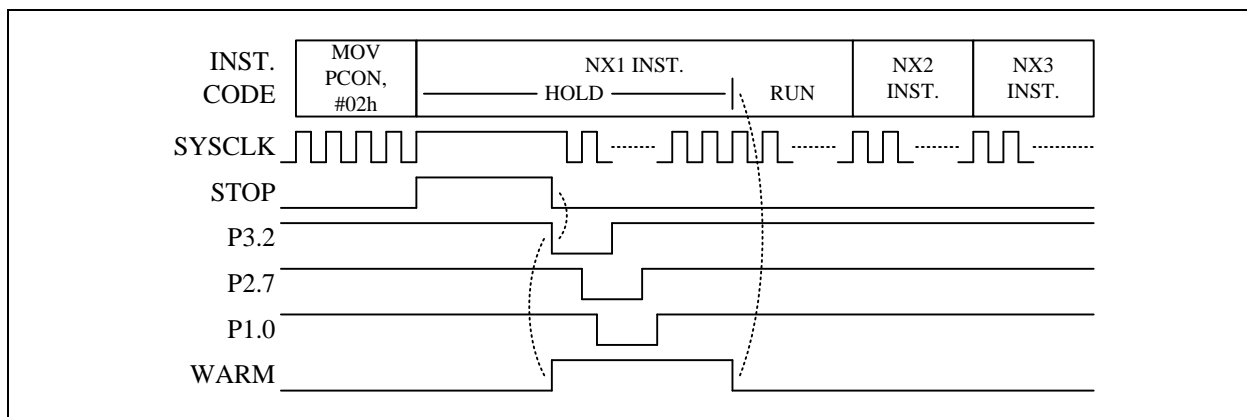 INST.
CODE
MOV
PCON,
#02h
NX1 INST.
HOLD
RUN
NX2
INST.
NX3
INST.
SYSCLK
STOP
P3.2
P2.7
P1.0
WARM